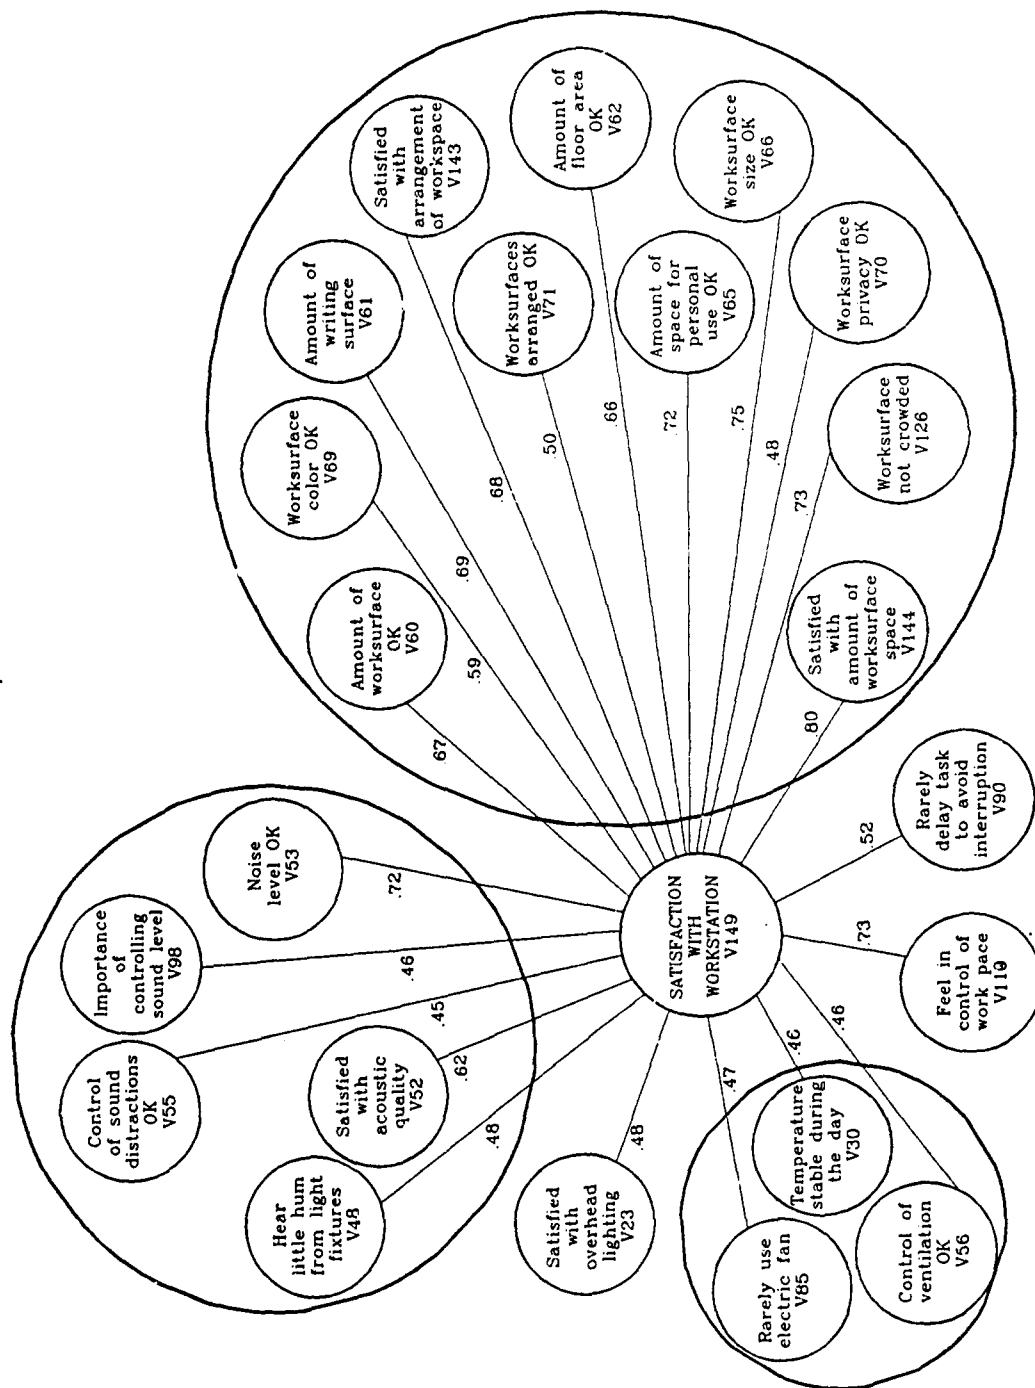 Importance
of
controlling
sound level
V98
Noise
level OK
V53
Control
of sound
distractions
OK
V55
Satisfied
with
acoustic
quality
V52
Hear
little hum
from light
fixtures
V48
.72
.46
.45
.62
.48
Satisfied
with
overhead
lighting
V23
.48
Rarely use
electric fan
V85
Temperature
stable during
the day
V30
Control of
ventilation
OK
V56
.47
.46
.46
SATISFACTION
WITH
WORKSTATION
V149
Feel in
control of
work pace
V119
.73
Rarely
delay task
to avoid
interruption
V90
.52
Amount of
worksurface
OK
V60
.67
Worksurface
color OK
V69
.59
Amount of
writing
surface
V61
.69
Satisfied
with
arrangement
of workspace
V143
.68
Worksurfaces
arranged OK
V71
.50
Amount of
floor area
OK
V62
.66
Amount of
space for
personal
use OK
V65
.72
Worksurface
size OK
V66
.75
Worksurface
privacy OK
V70
.48
Worksurface
not crowded
V126
.73
Satisfied
with
amount of
worksurface
space
V144
.80